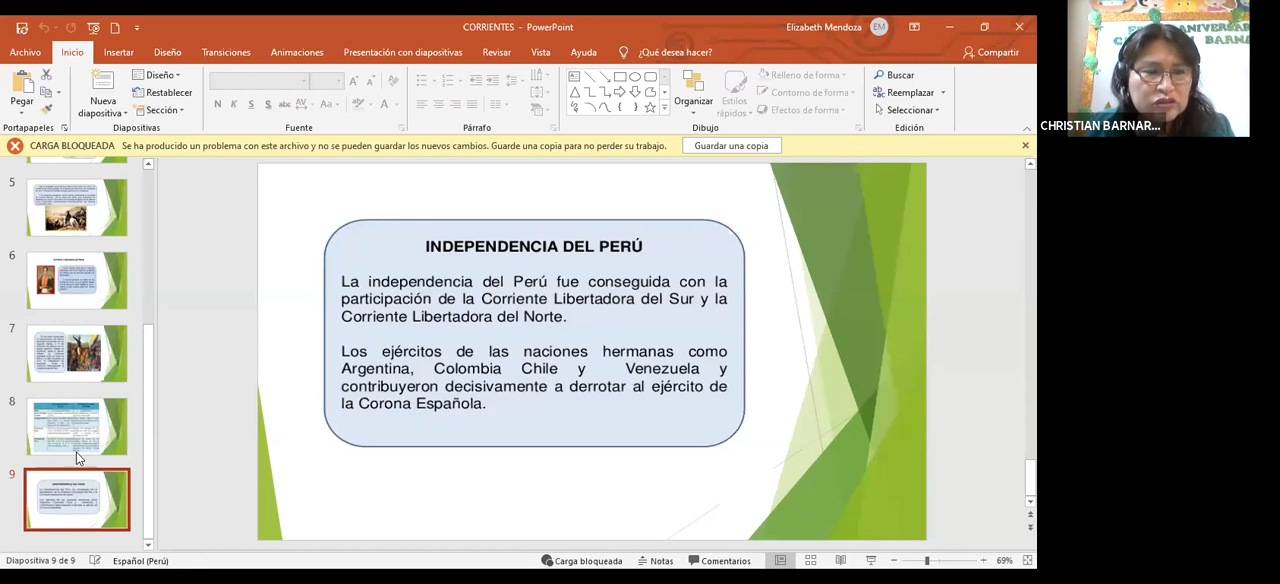 CORRIENTES - PowerPoint
Elizabeth Mendoza
EM
Archivo
Inicio
Insertar
Diseño
Transiciones
Animaciones
Presentación con diapositivas
Revisar
Vista
Ayuda
¿Qué desea hacer?
Compartir
Pegar
Nueva
diapositiva
Diseño
Restablecer
Sección
N K S S abc AV Aa A
Organizar
Estilos
rápidos
Relleno de forma
Contorno de forma
Efectos de forma
Buscar
Reemplazar
Seleccionar
Portapapeles
Diapositivas
Fuente
Párrafo
Dibujo
Edición
CARGA BLOQUEADA Se ha producido un problema con este archivo y no se pueden guardar los nuevos cambios. Guarde una copia para no perder su trabajo.
Guardar una copia
5
6
7
8
9
INDEPENDENCIA DEL PERÚ
La independencia del Perú fue conseguida con la
participación de la Corriente Libertadora del Sur y la
Corriente Libertadora del Norte.
Los ejércitos de las naciones hermanas como
Argentina, Colombia Chile y Venezuela y
contribuyeron decisivamente a derrotar al ejército de
la Corona Española.
Diapositiva 9 de 9
Español (Perú)
Carga bloqueada
Notas
Comentarios
69%
CHRISTIAN BARNAR...